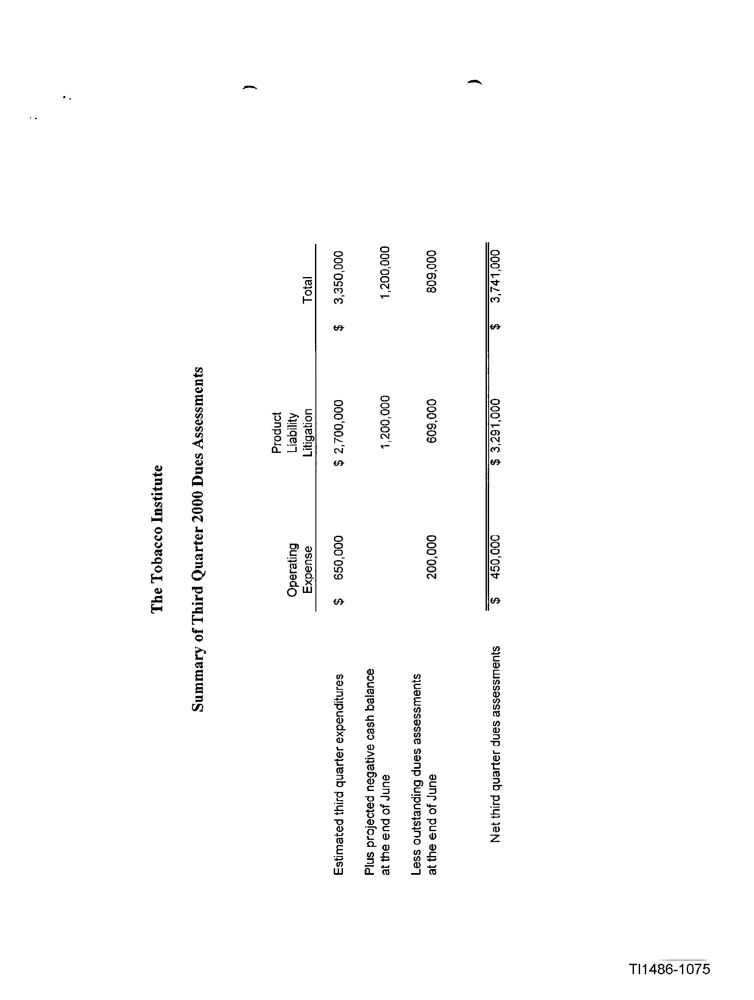 The Tobacco Institute
Summary of Third Quarter 2000 Dues Assessments
Product
Operating Liability
Expense Litigation Total
Estimated third quarter expenditures $ 650,000 $ 2,700,000 $ 3,350,000
Plus projected negative cash balance
at the end of June 1,200,000 1,200,000
Less outstanding dues assessments
at the end of June 200,000 609,000 809,000
Net third quarter dues assessments $ 450,000 $ 3,291,000 $ 3,741,000
TI1486-1075